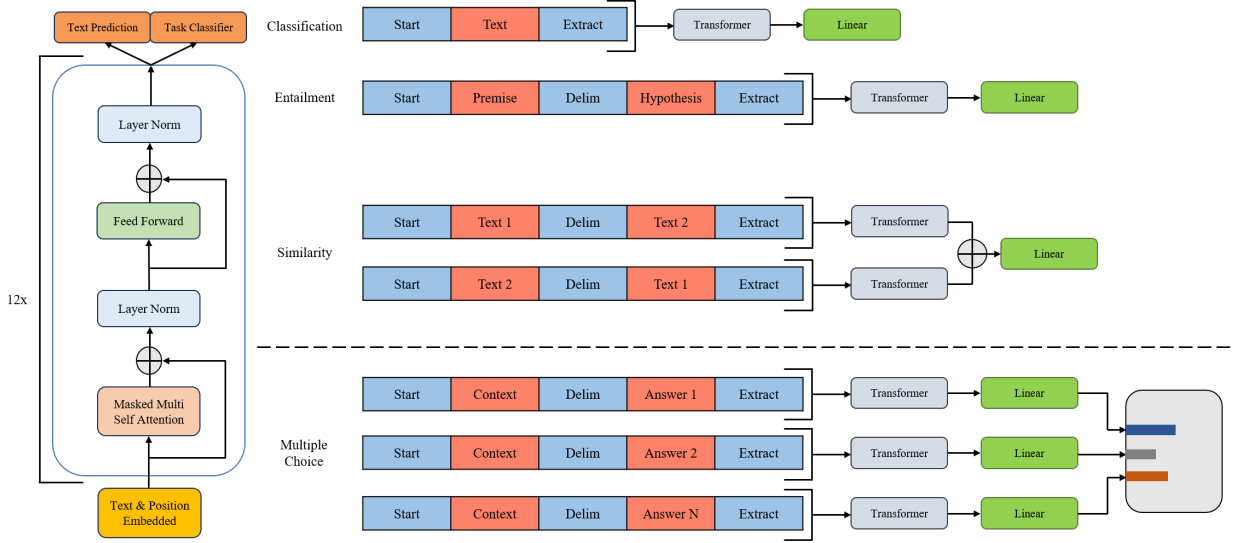 Text Prediction
Task Classifier
12x
Layer Norm
Feed Forward
Layer Norm
Masked Multi
Self Attention
Text & Position
Embedded
Classification
Start
Text
Extract
Transformer
Linear
Entailment
Start
Premise
Delim
Hypothesis
Extract
Transformer
Linear
Similarity
Start
Text 1
Delim
Text 2
Extract
Transformer
Start
Text 2
Delim
Text 1
Extract
Transformer
Linear
Multiple
Choice
Start
Context
Delim
Answer 1
Extract
Transformer
Linear
Start
Context
Delim
Answer 2
Extract
Transformer
Linear
Start
Context
Delim
Answer N
Extract
Transformer
Linear